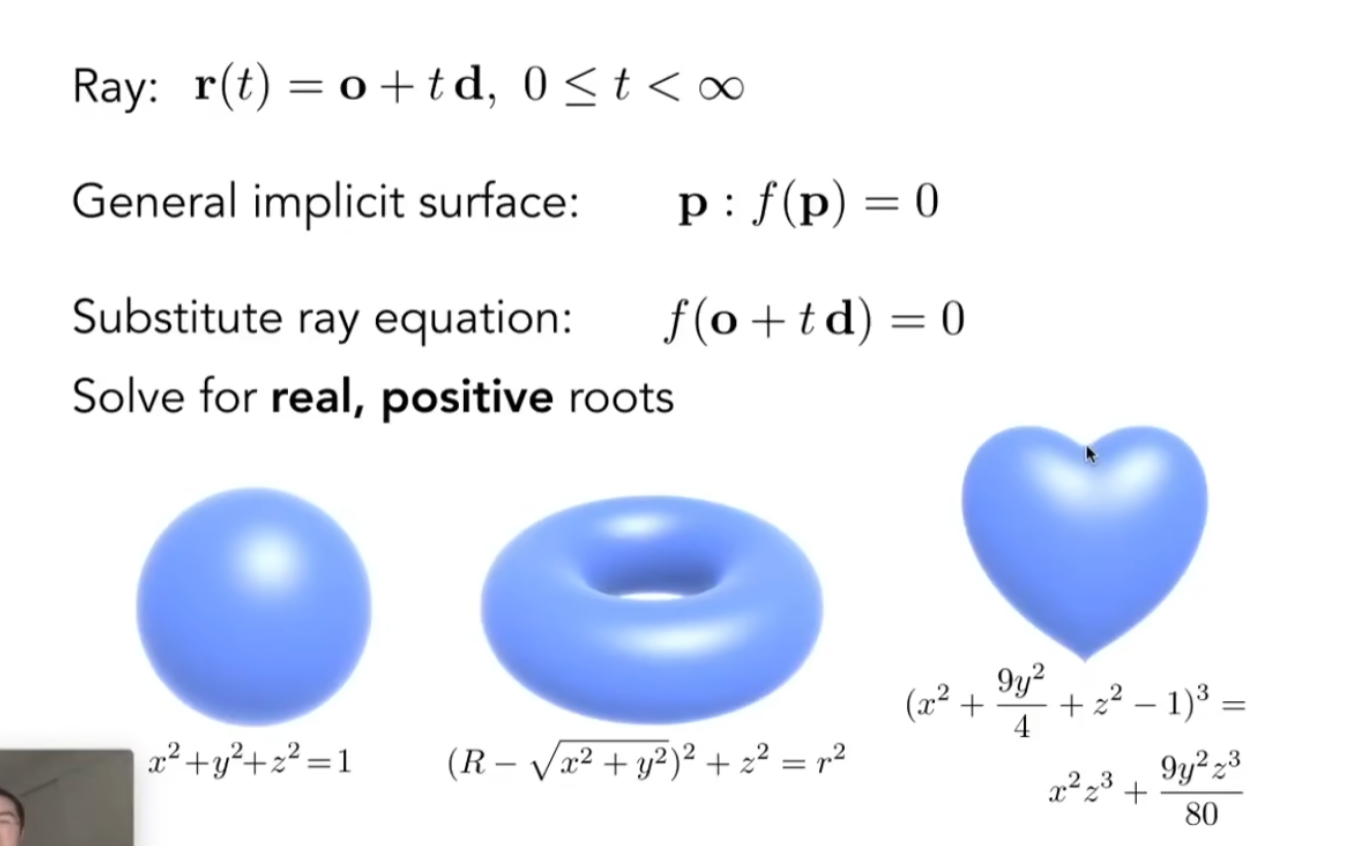 Ray: r(t) = o + t d, 0 ≤ t < ∞
General implicit surface: p : f(p) = 0
Substitute ray equation: f(o + t d) = 0
Solve for real, positive roots
x² + y² + z² = 1
(R − √(x² + y²))² + z² = r²
(x² + 9y²/4 + z² − 1)³ =
x²z³ + 9y²z³/80